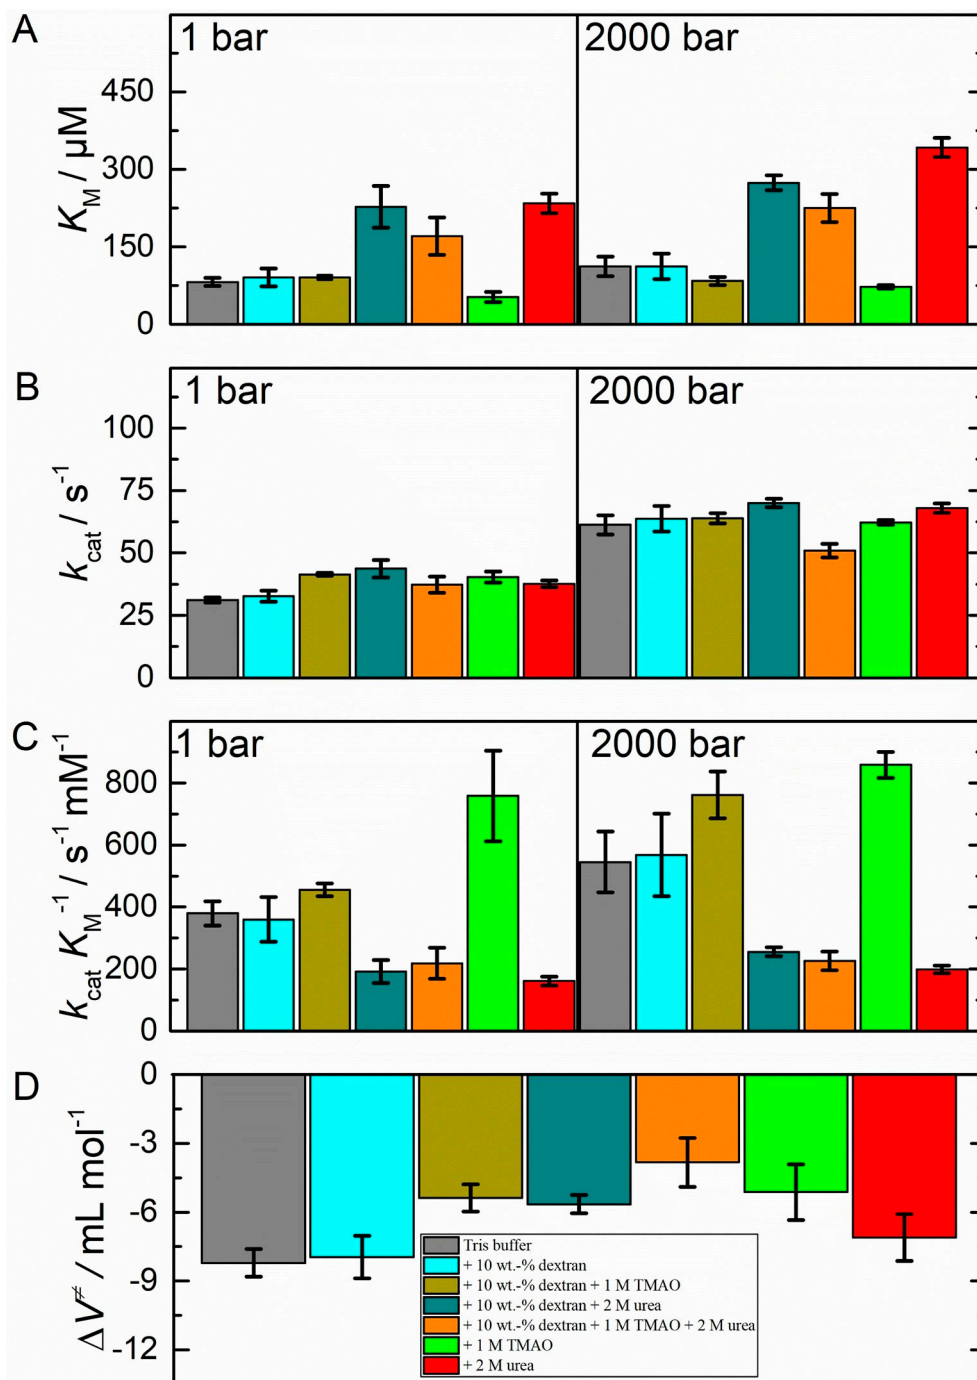 A
1 bar
2000 bar
K_M / µM
450
300
150
0
B
1 bar
2000 bar
k_cat / s⁻¹
100
75
50
25
0
C
1 bar
2000 bar
k_cat K_M⁻¹ / s⁻¹ mM⁻¹
800
600
400
200
0
D
ΔV≠ / mL mol⁻¹
0
-3
-6
-9
-12
Tris buffer
+ 10 wt.-% dextran
+ 10 wt.-% dextran + 1 M TMAO
+ 10 wt.-% dextran + 2 M urea
+ 10 wt.-% dextran + 1 M TMAO + 2 M urea
+ 1 M TMAO
+ 2 M urea